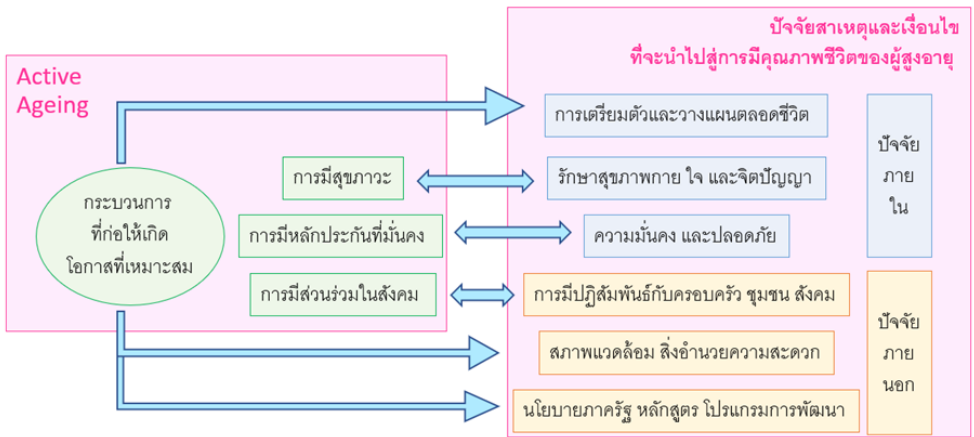 ปัจจัยสาเหตุและเงื่อนไข
ที่จะนำไปสู่การมีคุณภาพชีวิตของผู้สูงอายุ
Active
Ageing
กระบวนการ
ที่ก่อให้เกิด
โอกาสที่เหมาะสม
การมีสุขภาวะ
การมีหลักประกันที่มั่นคง
การมีส่วนร่วมในสังคม
การเตรียมตัวและวางแผนตลอดชีวิต
รักษาสุขภาพกาย ใจ และจิตปัญญา
ความมั่นคง และปลอดภัย
ปัจจัย
ภาย
ใน
การมีปฏิสัมพันธ์กับครอบครัว ชุมชน สังคม
สภาพแวดล้อม สิ่งอำนวยความสะดวก
นโยบายภาครัฐ หลักสูตร โปรแกรมการพัฒนา
ปัจจัย
ภาย
นอก